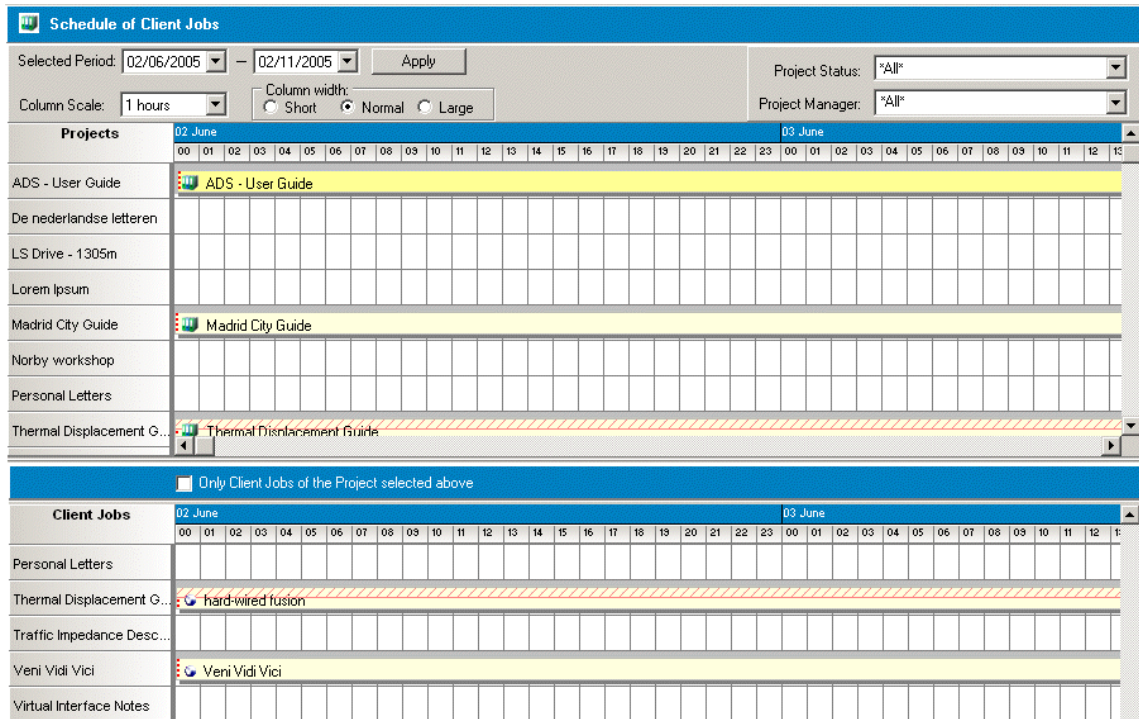 Schedule of Client Jobs
Selected Period: 02/06/2005 – 02/11/2005 Apply
Project Status: *All*
Column Scale: 1 hours
Column width:
Short Normal Large
Project Manager: *All*
Projects
02 June 03 June
00 01 02 03 04 05 06 07 08 09 10 11 12 13 14 15 16 17 18 19 20 21 22 23 00 01 02 03 04 05 06 07 08 09 10 11 12 13
ADS - User Guide ADS - User Guide
De nederlandse letteren
LS Drive - 1305m
Lorem Ipsum
Madrid City Guide Madrid City Guide
Norby workshop
Personal Letters
Thermal Displacement G... Thermal Displacement Guide
Only Client Jobs of the Project selected above
Client Jobs
02 June 03 June
00 01 02 03 04 05 06 07 08 09 10 11 12 13 14 15 16 17 18 19 20 21 22 23 00 01 02 03 04 05 06 07 08 09 10 11 12
Personal Letters
Thermal Displacement G... hard-wired fusion
Traffic Impedance Desc...
Veni Vidi Vici Veni Vidi Vici
Virtual Interface Notes